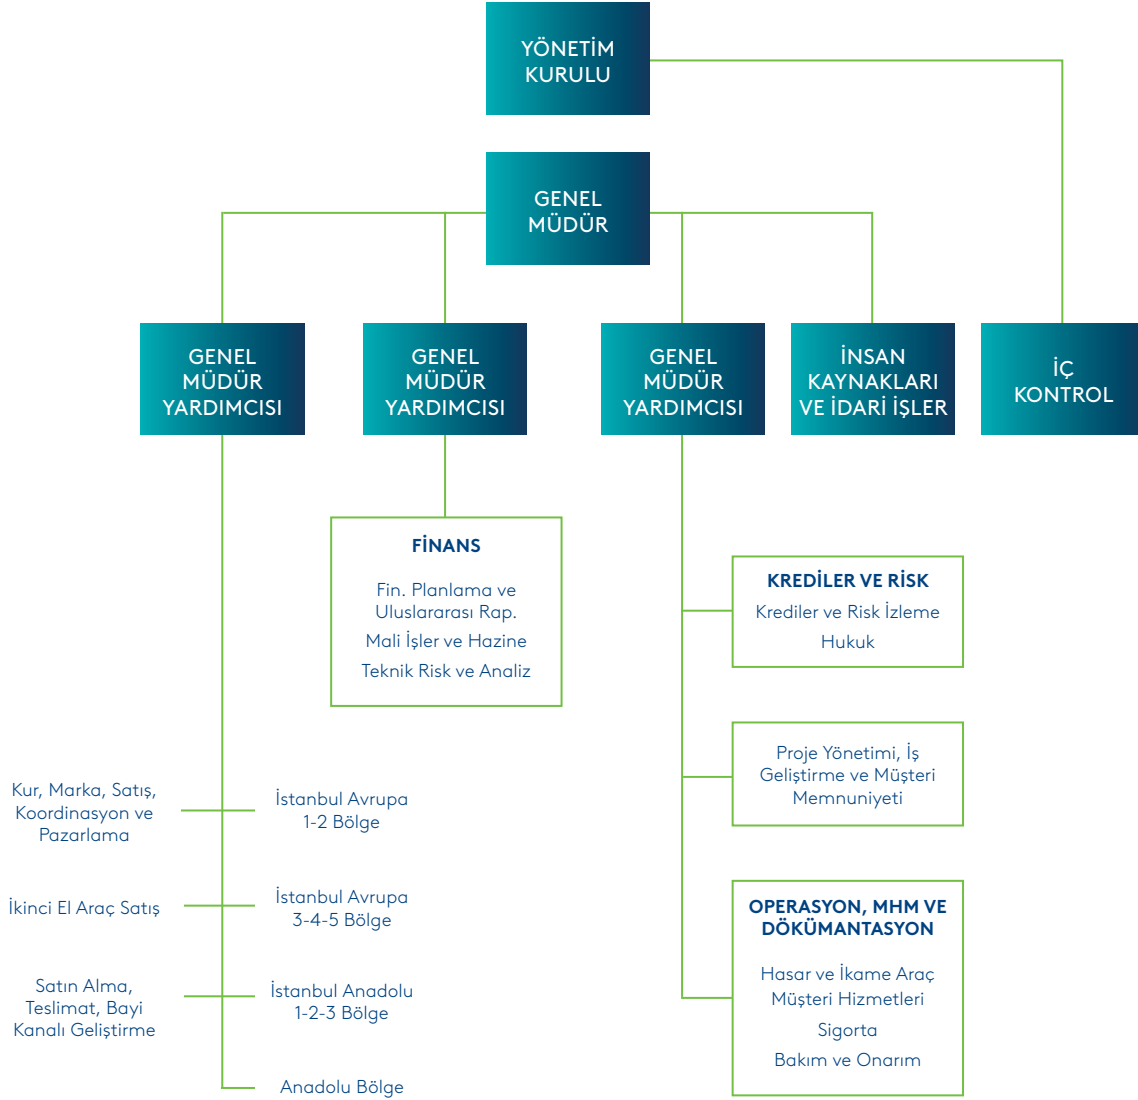 YÖNETİM
KURULU
GENEL
MÜDÜR
GENEL
MÜDÜR
YARDIMCISI
GENEL
MÜDÜR
YARDIMCISI
GENEL
MÜDÜR
YARDIMCISI
İNSAN
KAYNAKLARI
VE İDARİ İŞLER
İÇ
KONTROL
FİNANS
Fin. Planlama ve
Uluslararası Rap.
Mali İşler ve Hazine
Teknik Risk ve Analiz
KREDİLER VE RİSK
Krediler ve Risk İzleme
Hukuk
Proje Yönetimi, İş
Geliştirme ve Müşteri
Memnuniyeti
Kur, Marka, Satış,
Koordinasyon ve
Pazarlama
İstanbul Avrupa
1-2 Bölge
İkinci El Araç Satış
İstanbul Avrupa
3-4-5 Bölge
Satın Alma,
Teslimat, Bayi
Kanalı Geliştirme
İstanbul Anadolu
1-2-3 Bölge
Anadolu Bölge
OPERASYON, MHM VE
DÖKÜMANTASYON
Hasar ve İkame Araç
Müşteri Hizmetleri
Sigorta
Bakım ve Onarım